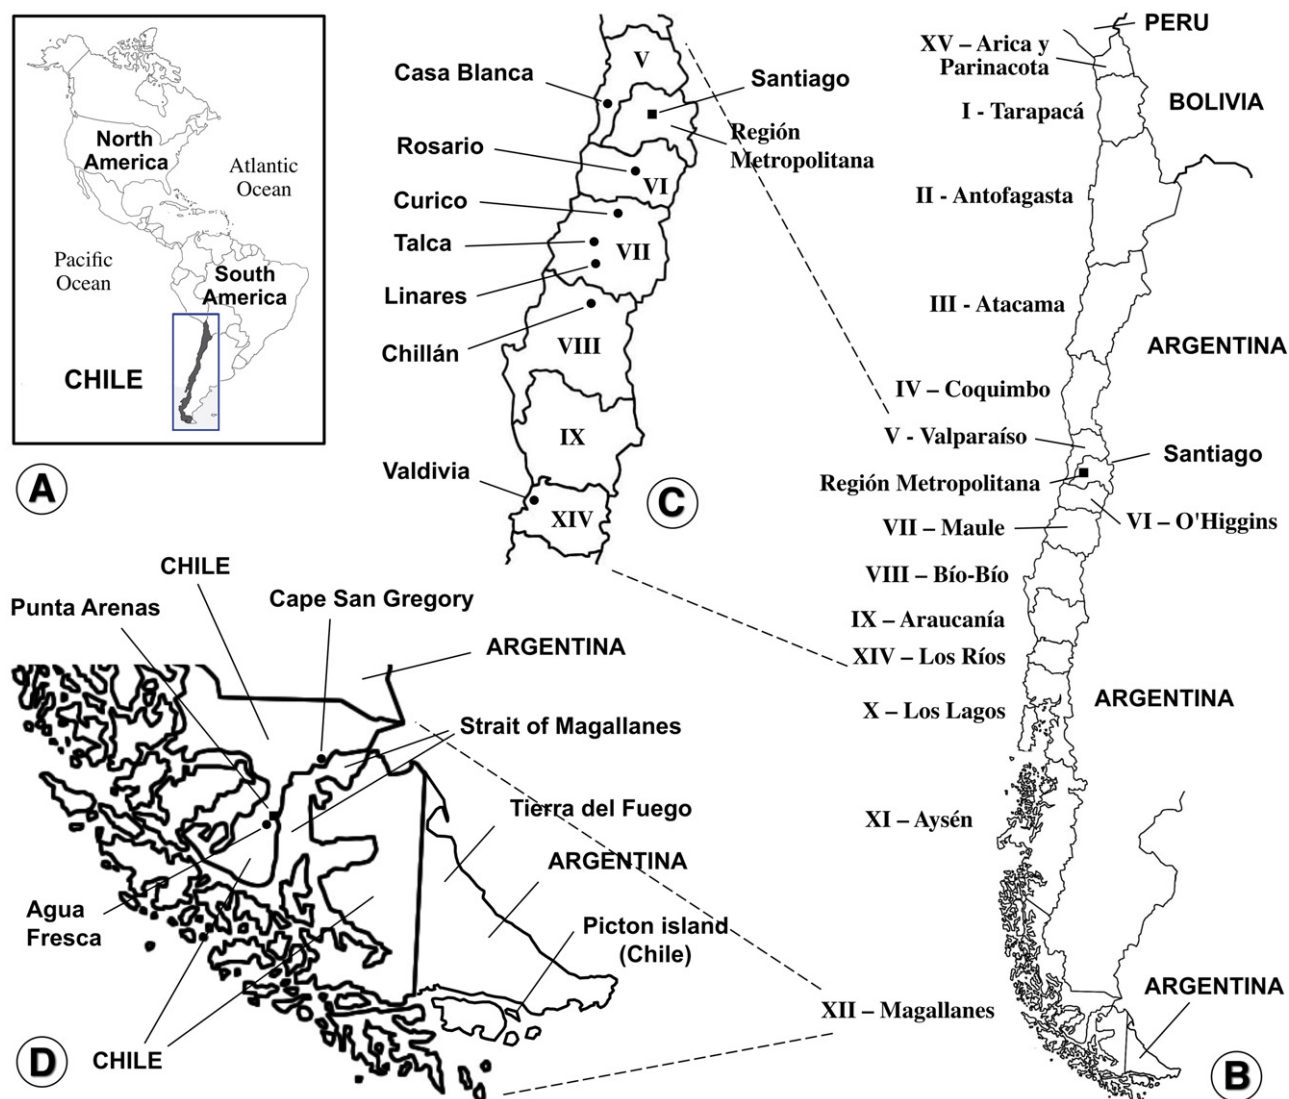 North
America
Atlantic
Ocean
Pacific
Ocean
South
America
CHILE
A
V
Casa Blanca
Santiago
Región
Metropolitana
Rosario
VI
Curico
Talca
VII
Linares
Chillán
VIII
IX
Valdivia
XIV
C
PERU
XV – Arica y
Parinacota
BOLIVIA
I - Tarapacá
II - Antofagasta
III - Atacama
ARGENTINA
IV – Coquimbo
V - Valparaíso
Santiago
Región Metropolitana
VI – O'Higgins
VII – Maule
VIII – Bío-Bío
IX – Araucanía
XIV – Los Ríos
X – Los Lagos
ARGENTINA
XI – Aysén
XII – Magallanes
ARGENTINA
B
CHILE
Punta Arenas
Cape San Gregory
ARGENTINA
Strait of Magallanes
Tierra del Fuego
ARGENTINA
Agua
Fresca
Picton island
(Chile)
CHILE
D